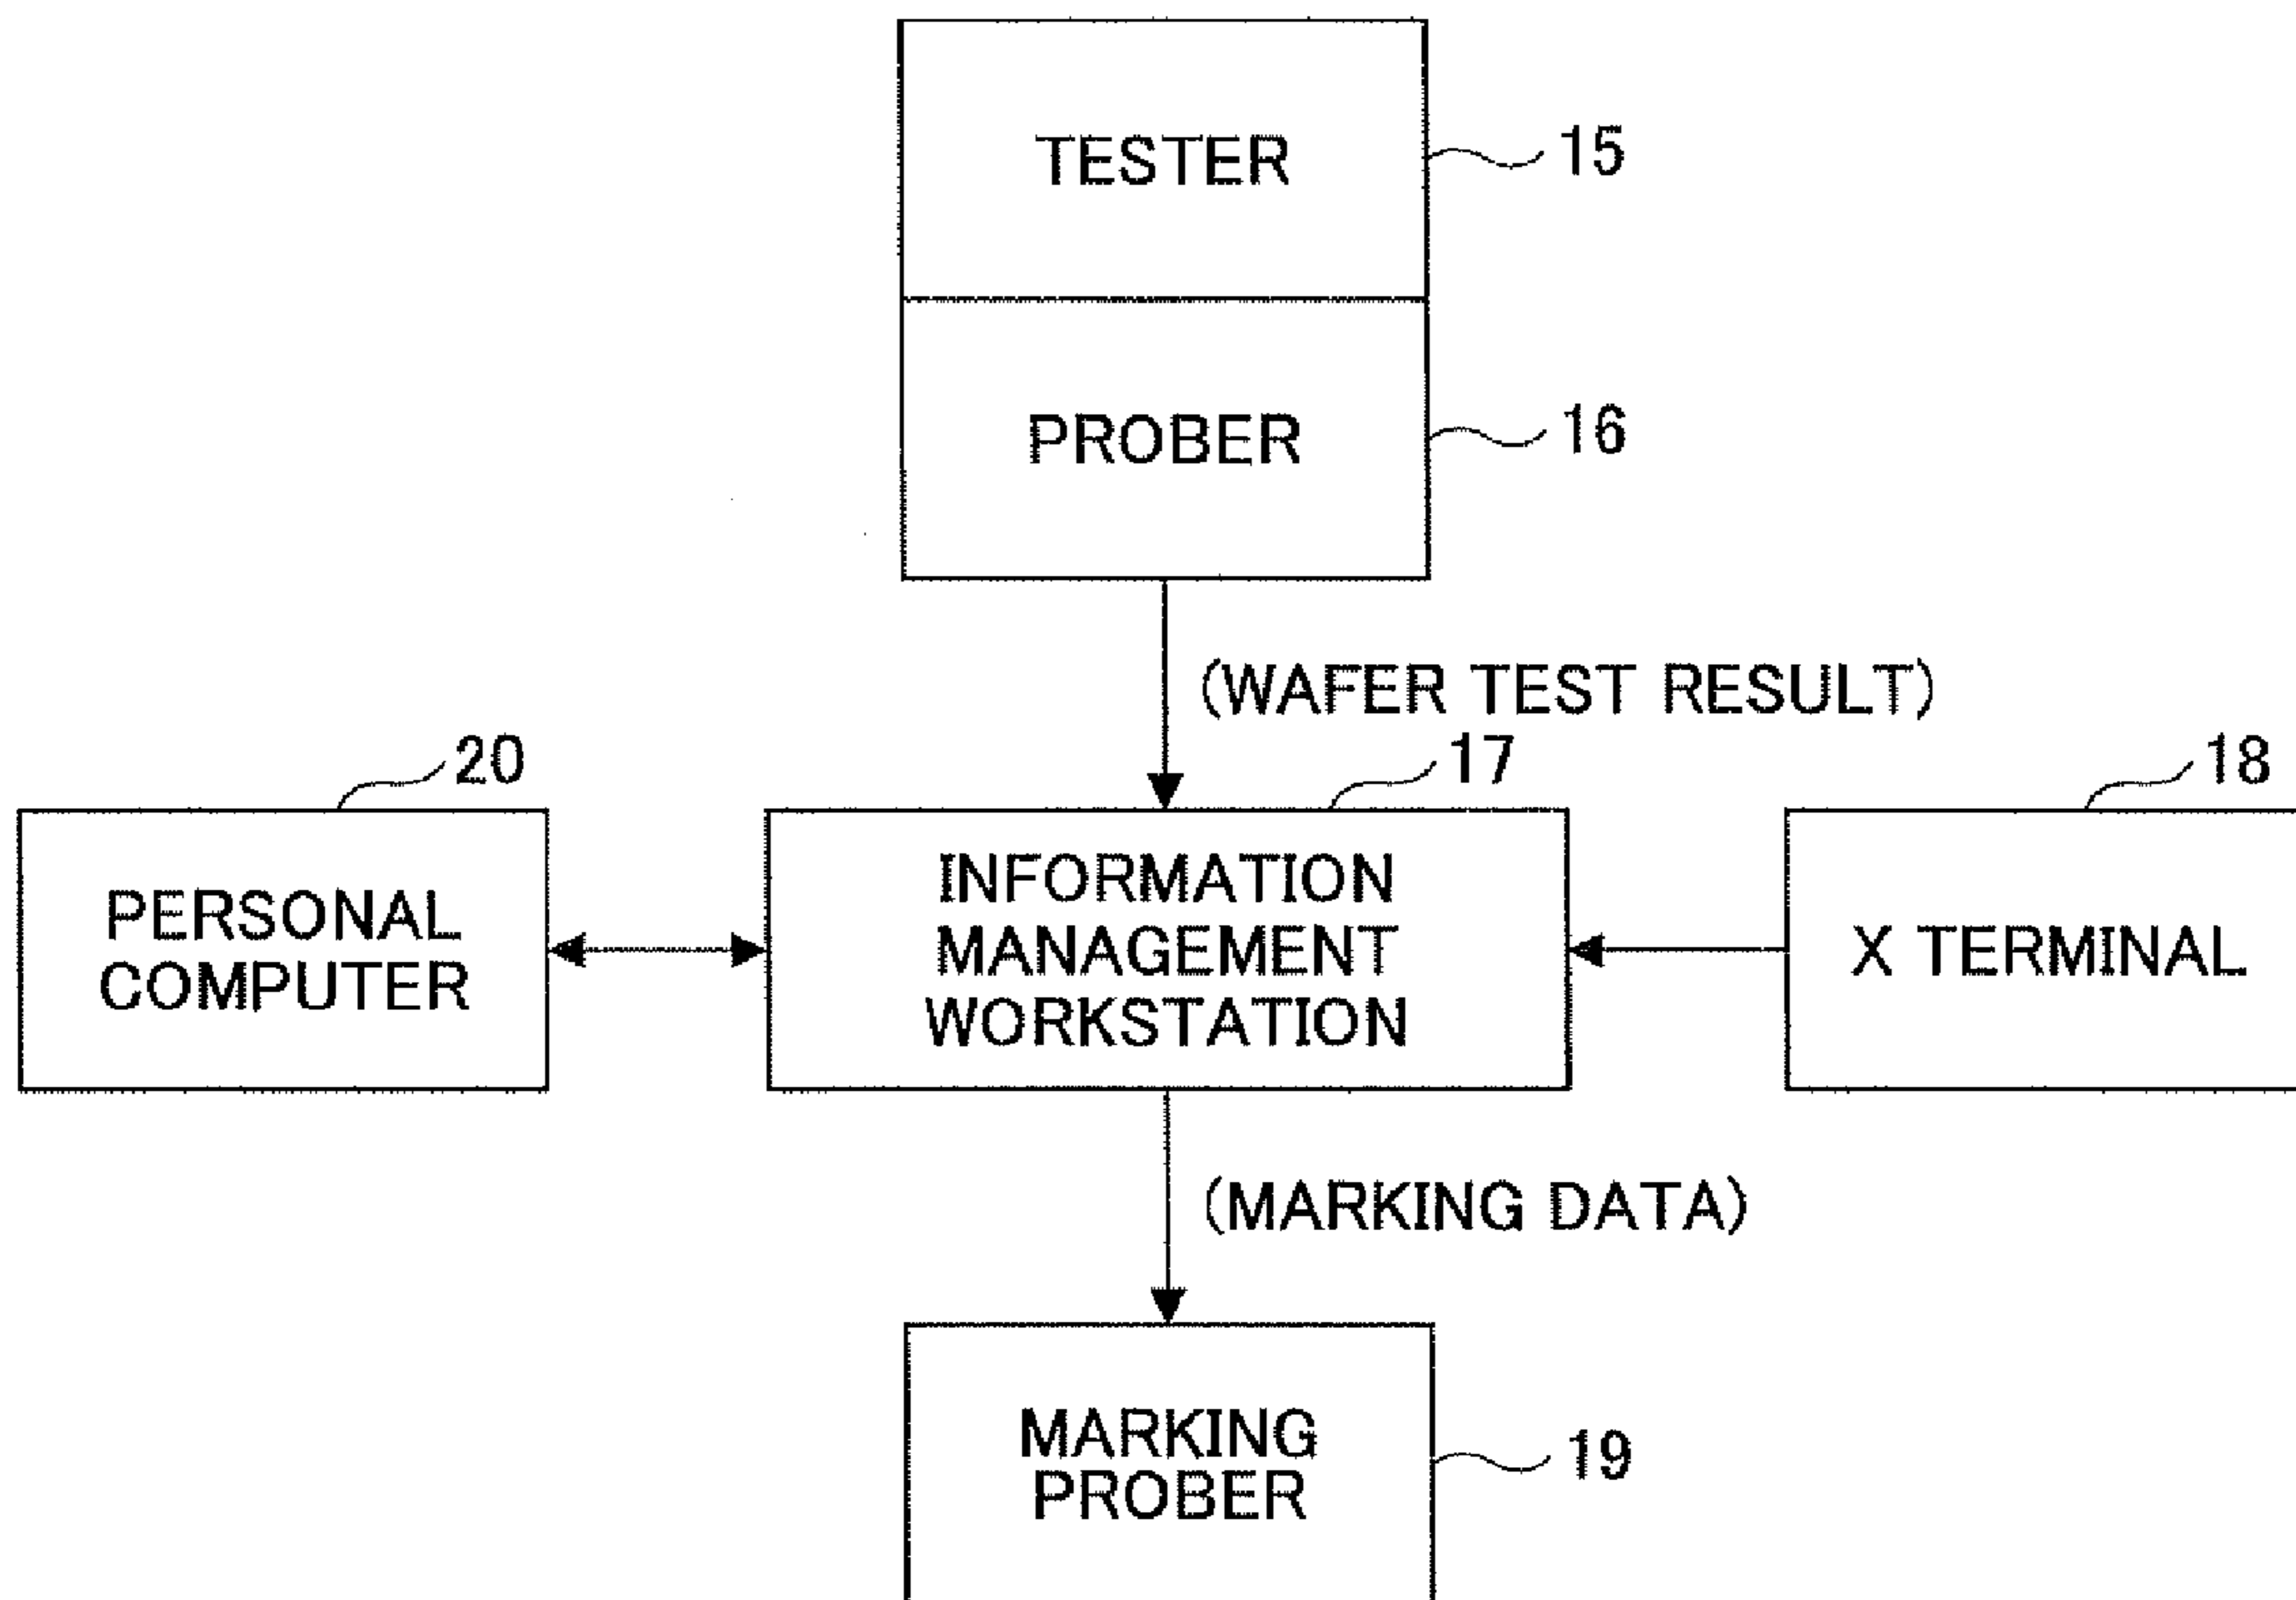 TESTER
15
PROBER
16
(WAFER TEST RESULT)
20
17
18
PERSONAL
COMPUTER
INFORMATION
MANAGEMENT
WORKSTATION
X TERMINAL
(MARKING DATA)
MARKING
PROBER
19